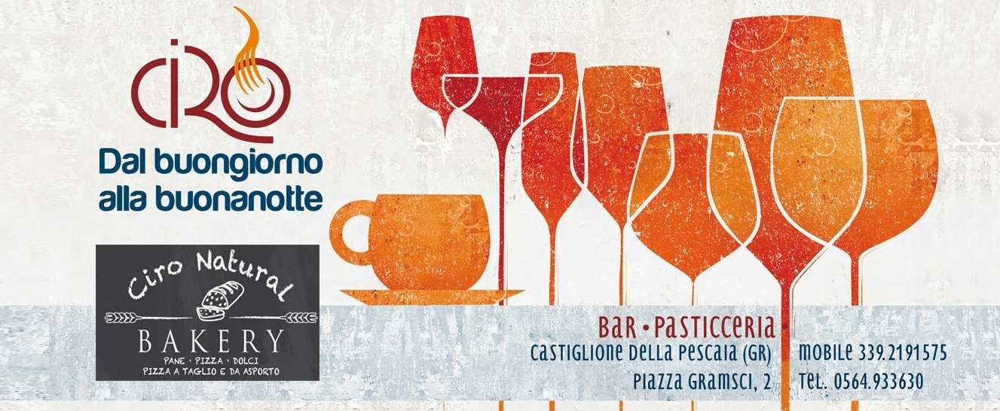 CIRO
Dal buongiorno
alla buonanotte
Ciro Natural
BAKERY
PANE • PIZZA • DOLCI
PIZZA A TAGLIO E DA ASPORTO
BAR • PASTICCERIA
CASTIGLIONE DELLA PESCAIA (GR)
PIAZZA GRAMSCI, 2
MOBILE 339.2191575
TEL. 0564.933630